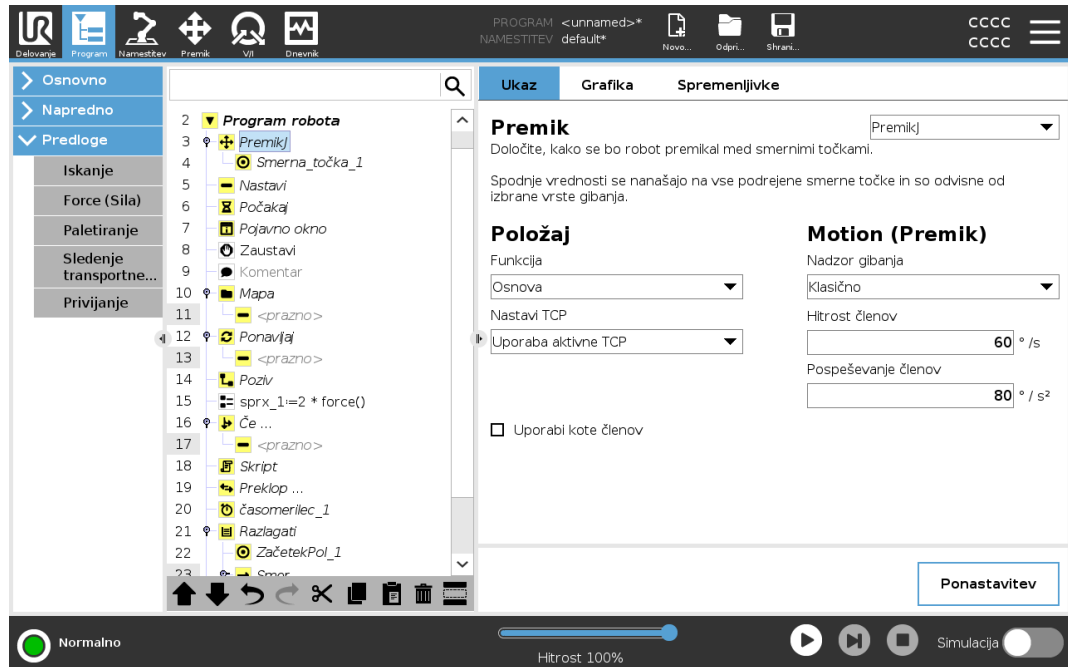 Delovanje
Program
Namestitev
Premik
V/I
Dnevnik
PROGRAM <unnamed>*
NAMESTITEV default*
Novo...
Odpri...
Shrani...
CCCC
CCCC
Osnovno
Napredno
Predloge
Iskanje
Force (Sila)
Paletiranje
Sledenje
transportne...
Privijanje
2 Program robota
3 PremikJ
4 Smerna_točka_1
5 Nastavi
6 Počakaj
7 Pojavno okno
8 Zaustavi
9 Komentar
10 Mapa
11 <prazno>
12 Ponavljaj
13 <prazno>
14 Poziv
15 sprx_1:=2 * force()
16 Če ...
17 <prazno>
18 Skript
19 Preklop ...
20 časomerilec_1
21 Razlagati
22 ZačetekPol_1
23 Smer
Ukaz
Grafika
Spremenljivke
Premik
PremikJ
Določite, kako se bo robot premikal med smernimi točkami.
Spodnje vrednosti se nanašajo na vse podrejene smerne točke in so odvisne od
izbrane vrste gibanja.
Položaj
Funkcija
Osnova
Nastavi TCP
Uporaba aktivne TCP
Uporabi kote členov
Motion (Premik)
Nadzor gibanja
Klasično
Hitrost členov
60 °/s
Pospeševanje členov
80 °/ s²
Ponastavitev
Normalno
Hitrost 100%
Simulacija